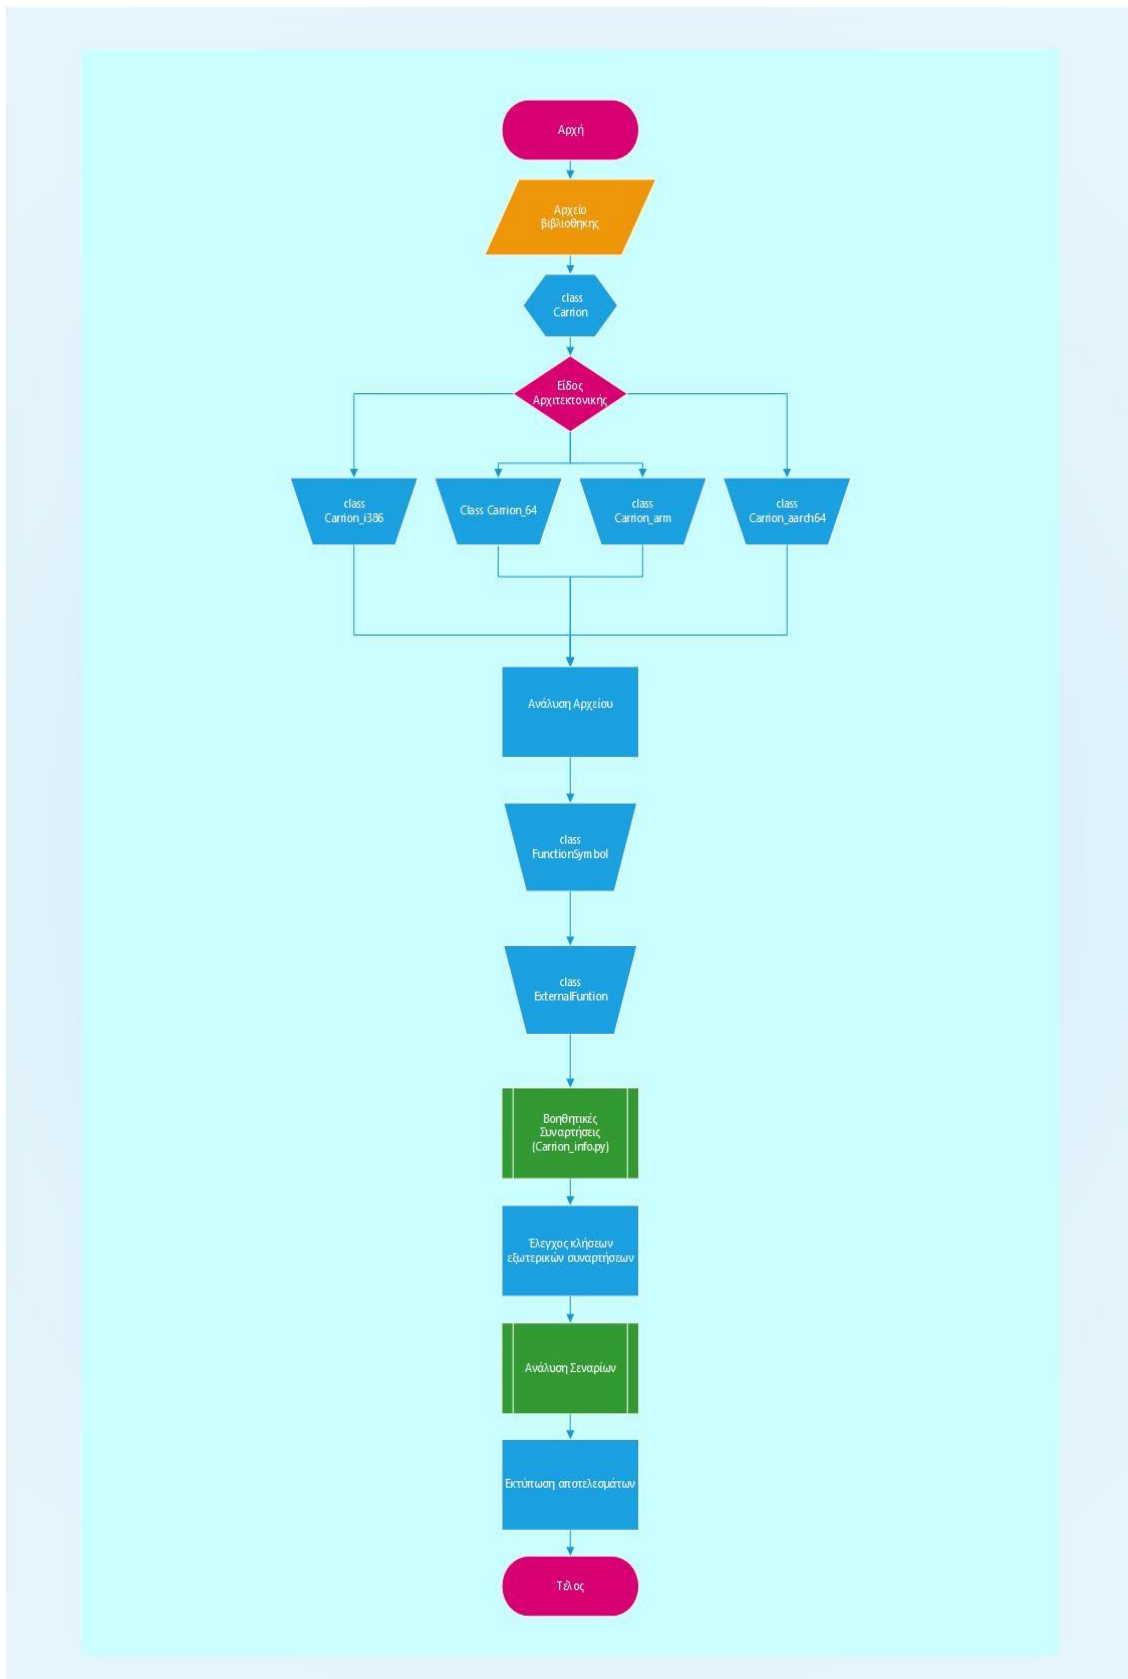 Αρχή
Αρχείο
βιβλιοθηκης
class
Carrion
Είδος
Αρχιτεκτονικής
class
Carrion_i386
Class Carrion_64
class
Carrion_arm
class
Carrion_aarch64
Ανάλυση Αρχείου
class
FunctionSymbol
class
ExternalFuntion
Βοηθητικές
Συναρτήσεις
(Carrion_info.py)
Έλεγχος κλήσεων
εξωτερικών συναρτήσεων
Ανάλυση Σεναρίων
Εκτύπωση αποτελεσμάτων
Τέλος